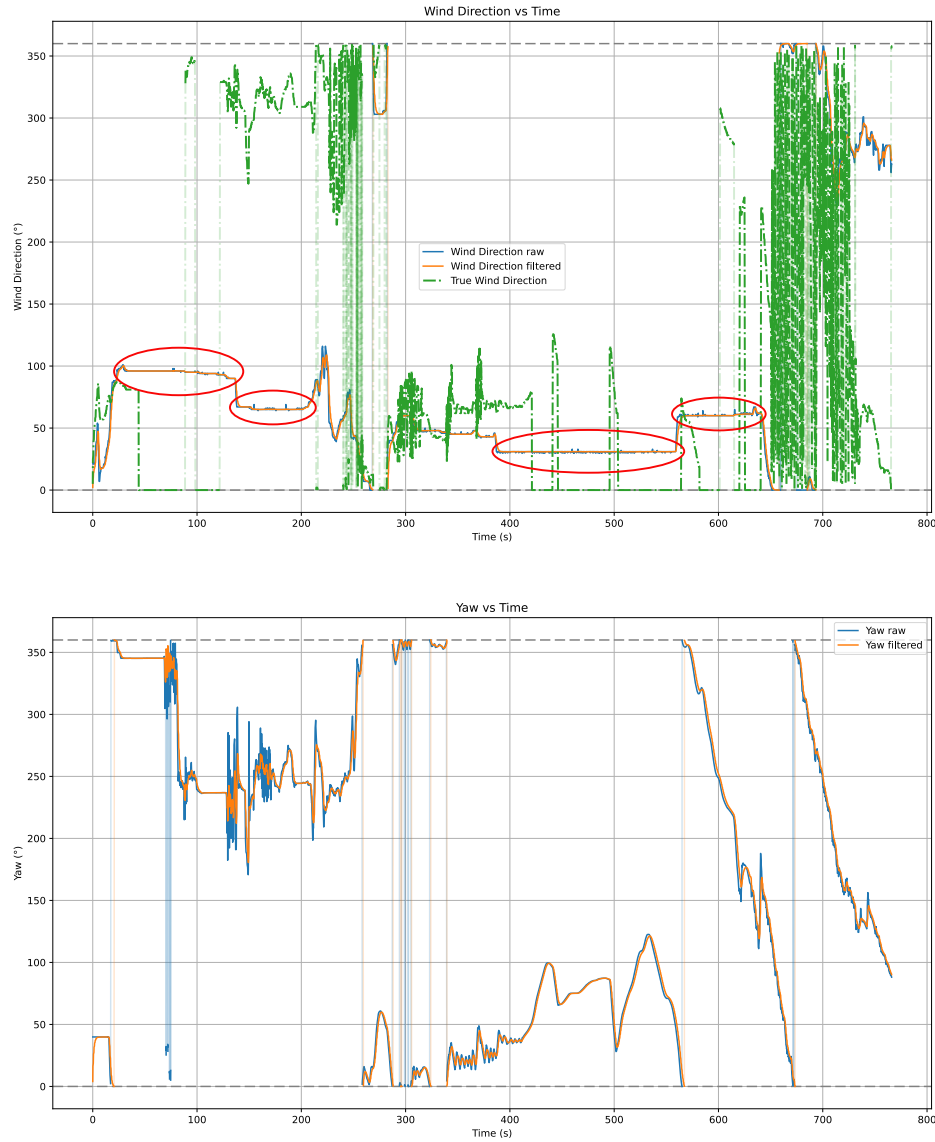 Wind Direction vs Time
Wind Direction (°)
350
300
250
200
150
100
50
0
Wind Direction raw
Wind Direction filtered
True Wind Direction
0 100 200 300 400 500 600 700 800
Time (s)
Yaw vs Time
Yaw (°)
350
300
250
200
150
100
50
0
Yaw raw
Yaw filtered
0 100 200 300 400 500 600 700 800
Time (s)